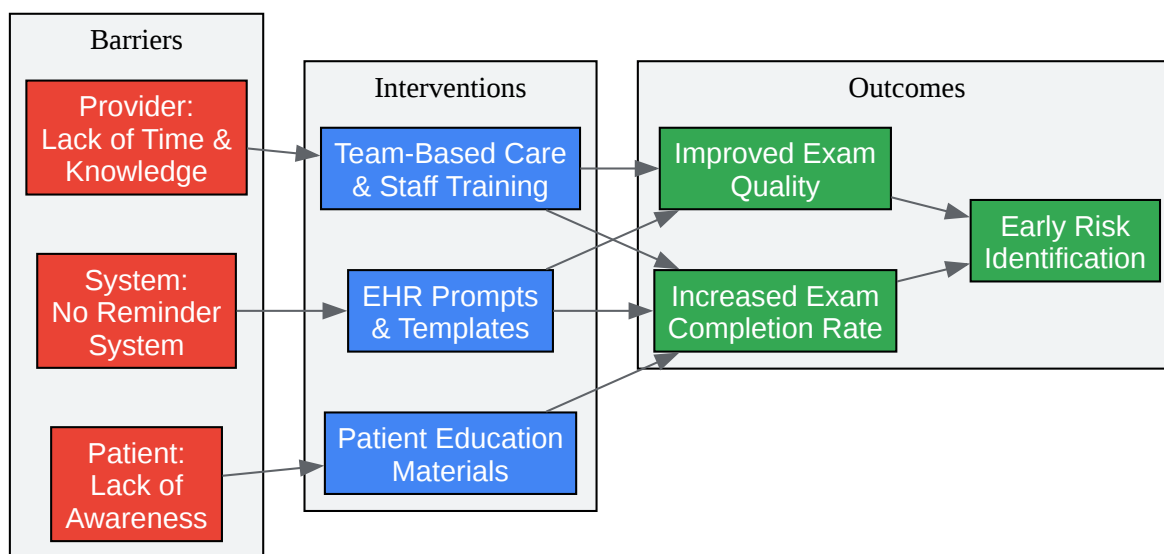 Barriers
Provider:
Lack of Time &
Knowledge
System:
No Reminder
System
Patient:
Lack of
Awareness
Interventions
Team-Based Care
& Staff Training
EHR Prompts
& Templates
Patient Education
Materials
Outcomes
Improved Exam
Quality
Increased Exam
Completion Rate
Early Risk
Identification